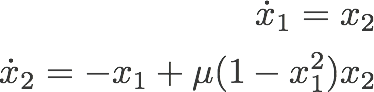 ẋ₁ = x₂
ẋ₂ = −x₁ + μ(1 − x₁²)x₂